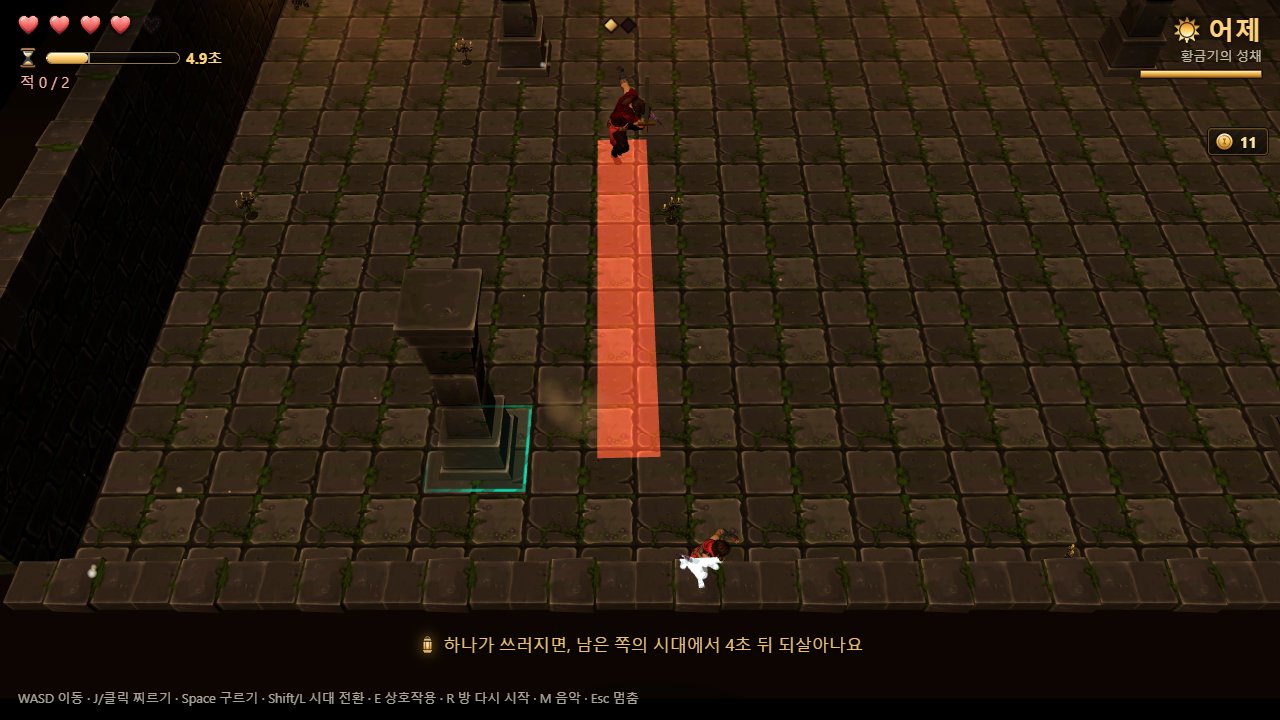 4.9초
적 0 / 2
어제
황금기의 성채
11
하나가 쓰러지면, 남은 쪽의 시대에서 4초 뒤 되살아나요
WASD 이동 · J/클릭 찌르기 · Space 구르기 · Shift/L 시대 전환 · E 상호작용 · R 방 다시 시작 · M 음악 · Esc 멈춤